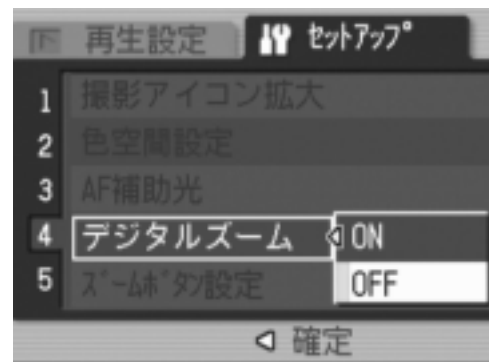 再生設定 セットアップ
1 撮影アイコン拡大
2 色空間設定
3 AF補助光
4 デジタルズーム ON
OFF
5 ズームボタン設定
確定